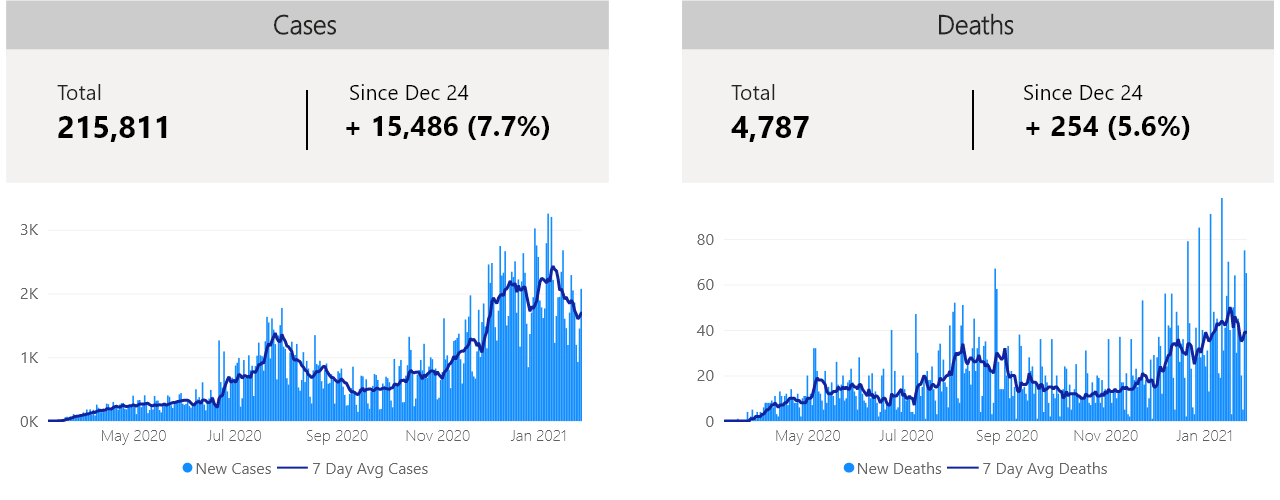 Cases
Total
215,811
Since Dec 24
+ 15,486 (7.7%)
3K
2K
1K
0K
May 2020 Jul 2020 Sep 2020 Nov 2020 Jan 2021
New Cases 7 Day Avg Cases
Deaths
Total
4,787
Since Dec 24
+ 254 (5.6%)
80
60
40
20
0
May 2020 Jul 2020 Sep 2020 Nov 2020 Jan 2021
New Deaths 7 Day Avg Deaths